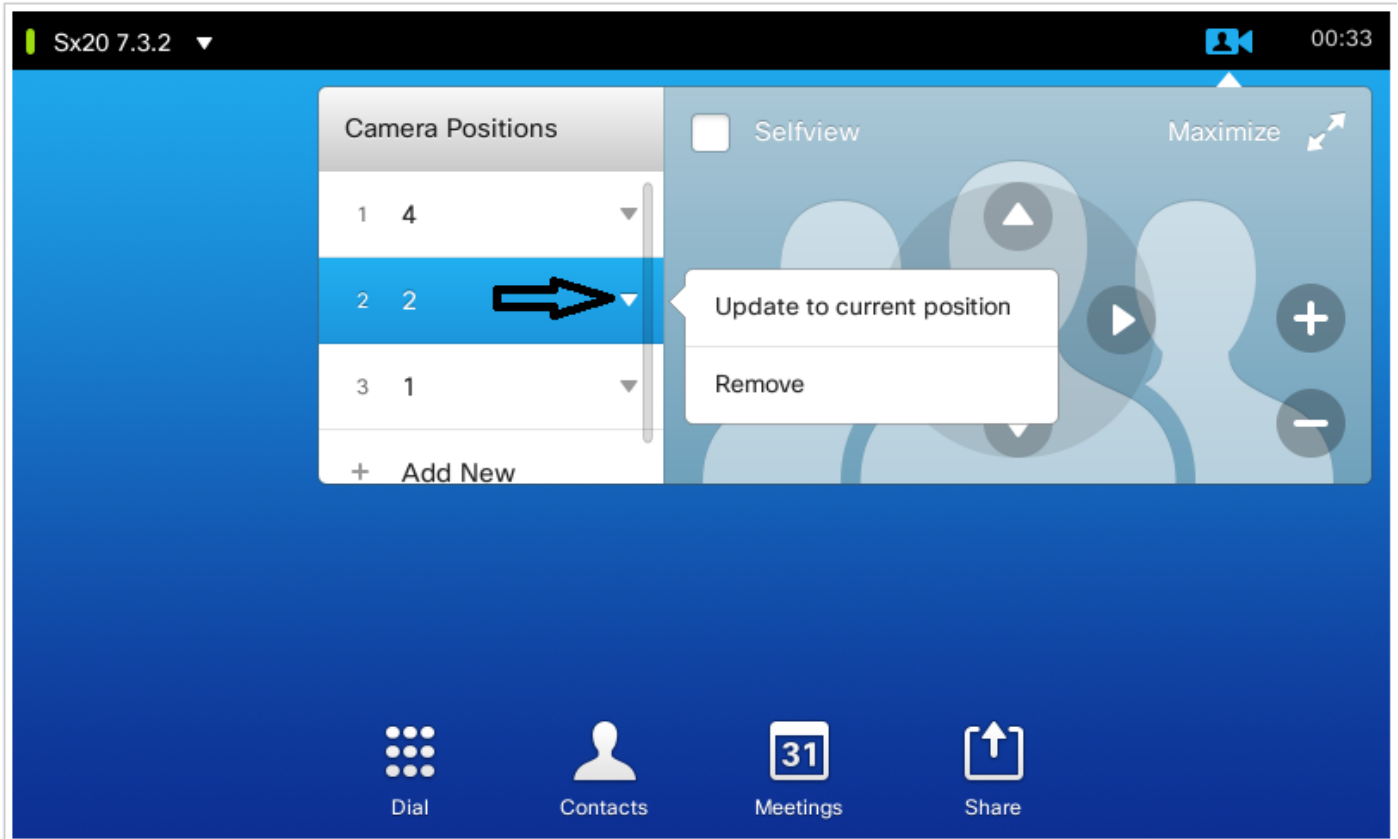 Sx20 7.3.2
00:33
Camera Positions
Selfview
Maximize
1 4
2 2
Update to current position
3 1
Remove
+ Add New
31
Dial
Contacts
Meetings
Share